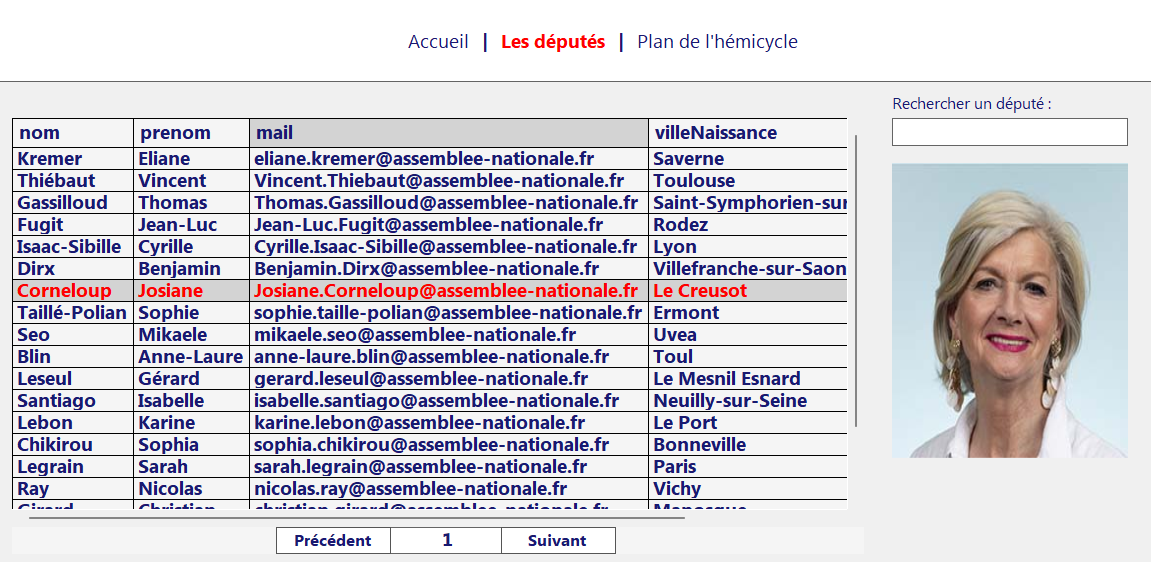 Accueil | Les députés | Plan de l'hémicycle
Rechercher un député :
nom prenom mail villeNaissance
Kremer Eliane eliane.kremer@assemblee-nationale.fr Saverne
Thiébaut Vincent Vincent.Thiebaut@assemblee-nationale.fr Toulouse
Gassilloud Thomas Thomas.Gassilloud@assemblee-nationale.fr Saint-Symphorien-sur
Fugit Jean-Luc Jean-Luc.Fugit@assemblee-nationale.fr Rodez
Isaac-Sibille Cyrille Cyrille.Isaac-Sibille@assemblee-nationale.fr Lyon
Dirx Benjamin Benjamin.Dirx@assemblee-nationale.fr Villefranche-sur-Saon
Corneloup Josiane Josiane.Corneloup@assemblee-nationale.fr Le Creusot
Taillé-Polian Sophie sophie.taille-polian@assemblee-nationale.fr Ermont
Seo Mikaele mikaele.seo@assemblee-nationale.fr Uvea
Blin Anne-Laure anne-laure.blin@assemblee-nationale.fr Toul
Leseul Gérard gerard.leseul@assemblee-nationale.fr Le Mesnil Esnard
Santiago Isabelle isabelle.santiago@assemblee-nationale.fr Neuilly-sur-Seine
Lebon Karine karine.lebon@assemblee-nationale.fr Le Port
Chikirou Sophia sophia.chikirou@assemblee-nationale.fr Bonneville
Legrain Sarah sarah.legrain@assemblee-nationale.fr Paris
Ray Nicolas nicolas.ray@assemblee-nationale.fr Vichy
Girard Christian christian.girard@assemblee-nationale.fr Manosque
Précédent 1 Suivant